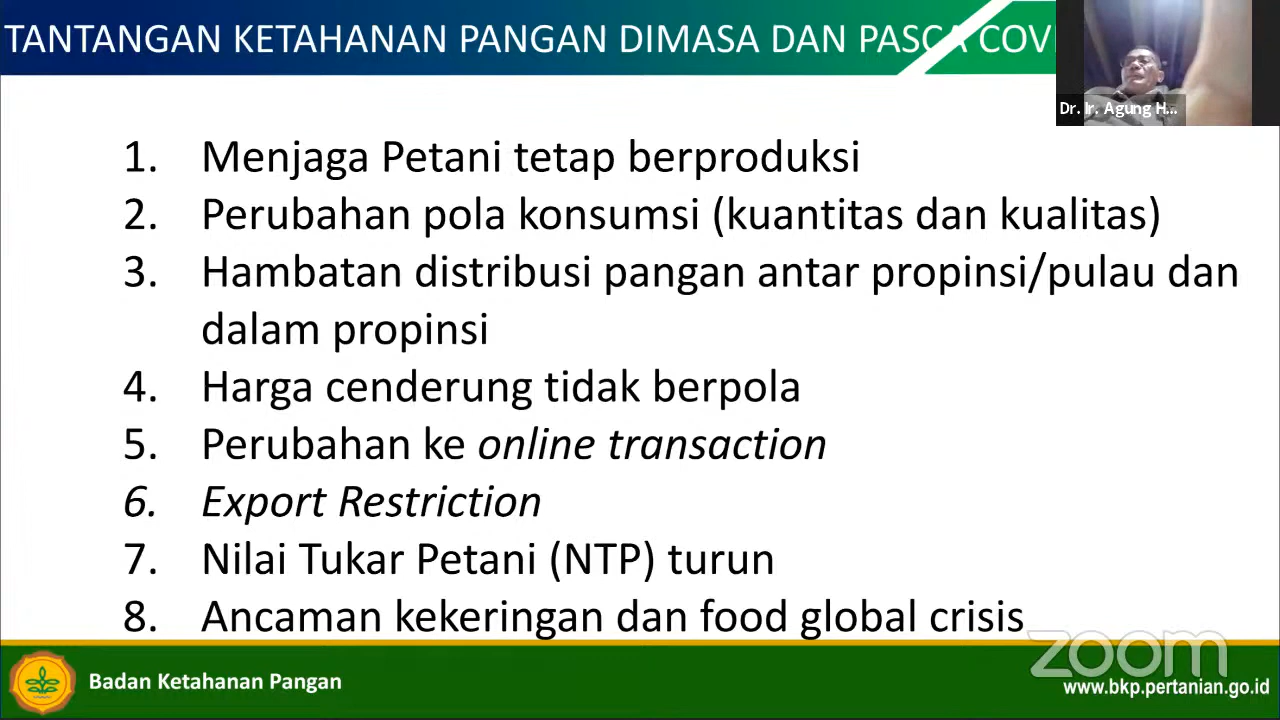 TANTANGAN KETAHANAN PANGAN DIMASA DAN PASCA COV
Dr. Ir. Agung H...
1. Menjaga Petani tetap berproduksi
2. Perubahan pola konsumsi (kuantitas dan kualitas)
3. Hambatan distribusi pangan antar propinsi/pulau dan
dalam propinsi
4. Harga cenderung tidak berpola
5. Perubahan ke online transaction
6. Export Restriction
7. Nilai Tukar Petani (NTP) turun
8. Ancaman kekeringan dan food global crisis
zoom
Badan Ketahanan Pangan
www.bkp.pertanian.go.id